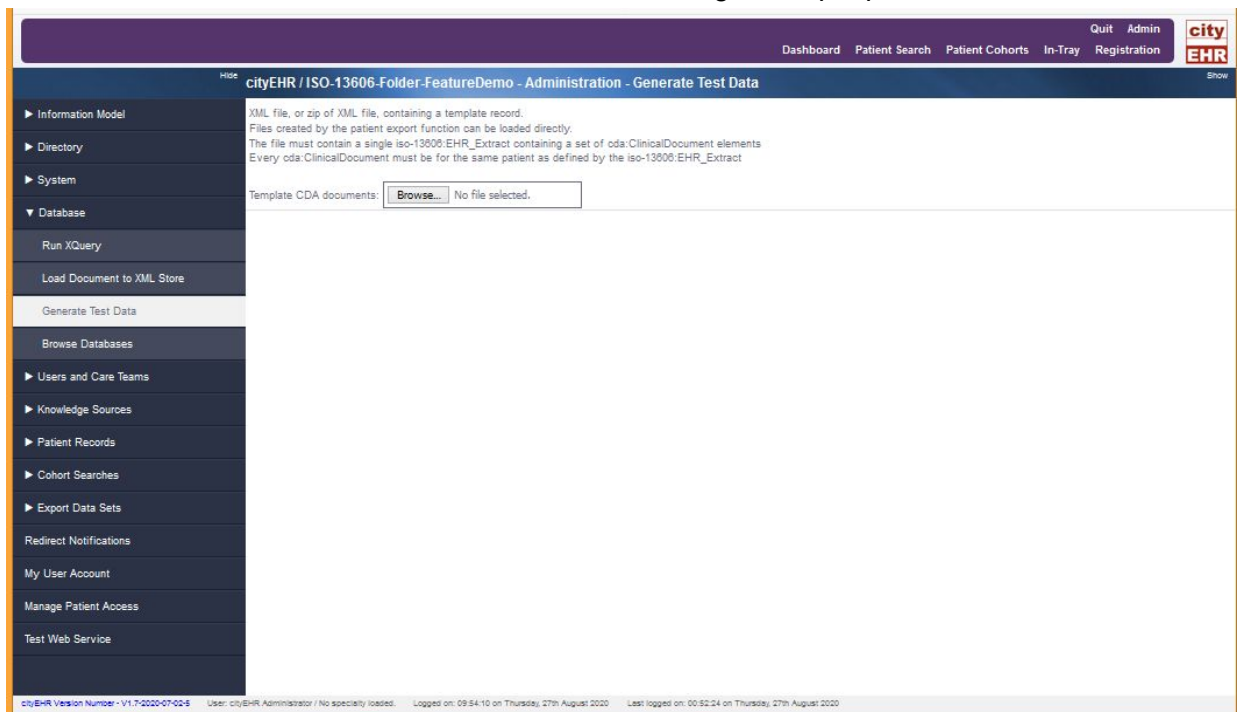 Quit Admin
Dashboard Patient Search Patient Cohorts In-Tray Registration
city
EHR
Hide
cityEHR / ISO-13606-Folder-FeatureDemo - Administration - Generate Test Data
Show
▶ Information Model
▶ Directory
▶ System
▼ Database
Run XQuery
Load Document to XML Store
Generate Test Data
Browse Databases
▶ Users and Care Teams
▶ Knowledge Sources
▶ Patient Records
▶ Cohort Searches
▶ Export Data Sets
Redirect Notifications
My User Account
Manage Patient Access
Test Web Service
XML file, or zip of XML file, containing a template record.
Files created by the patient export function can be loaded directly.
The file must contain a single iso-13606:EHR_Extract containing a set of cda:ClinicalDocument elements
Every cda:ClinicalDocument must be for the same patient as defined by the iso-13606:EHR_Extract
Template CDA documents: Browse... No file selected.
cityEHR Version Number - V1.7-2020-07-02-5 User: cityEHR Administrator / No specialty loaded. Logged on: 09:54:10 on Thursday, 27th August 2020 Last logged on: 00:52:24 on Thursday, 27th August 2020